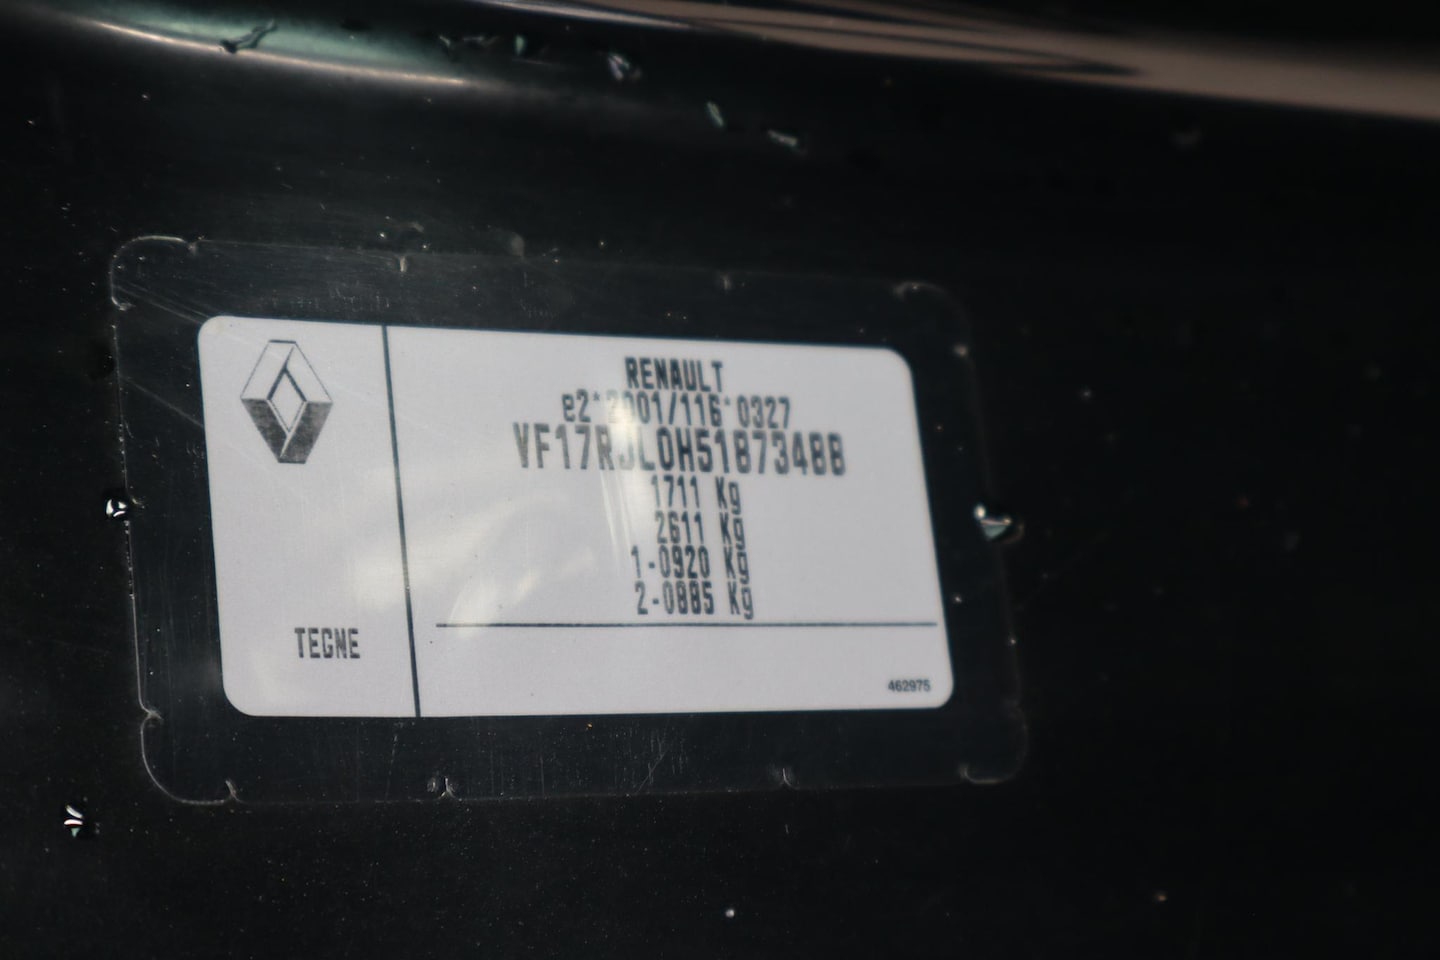 RENAULT
e2*2001/116*0327
VF17RJL0H51873488
1711 Kg
2611 Kg
1-0920 Kg
2-0885 Kg
TEGNE
462975